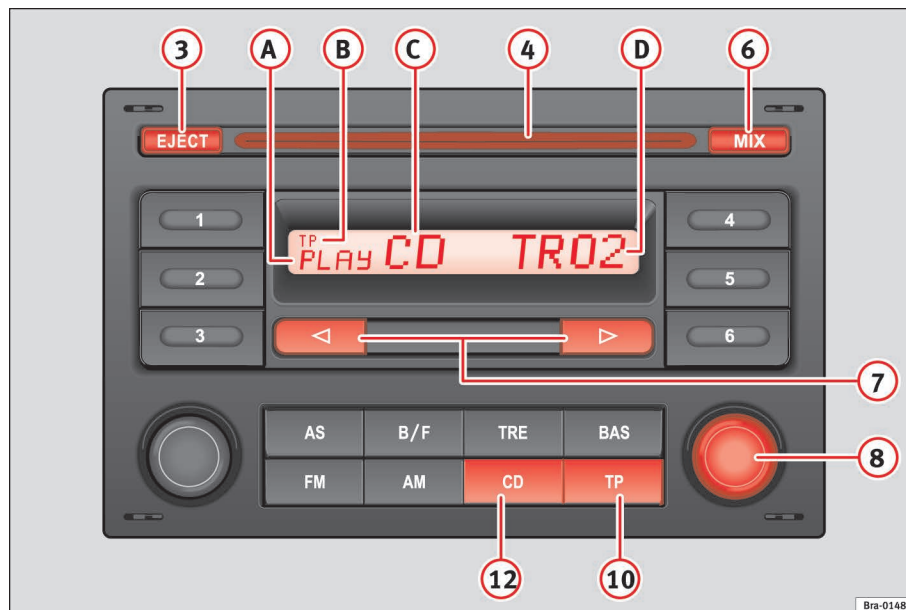 3 A B C 4 D 6
EJECT MIX
1 4
TP
PLAY CD TR02
2 5
3 ◁ ▷ 6
7
AS B/F TRE BAS
8
FM AM CD TP
12 10
Bra-0148